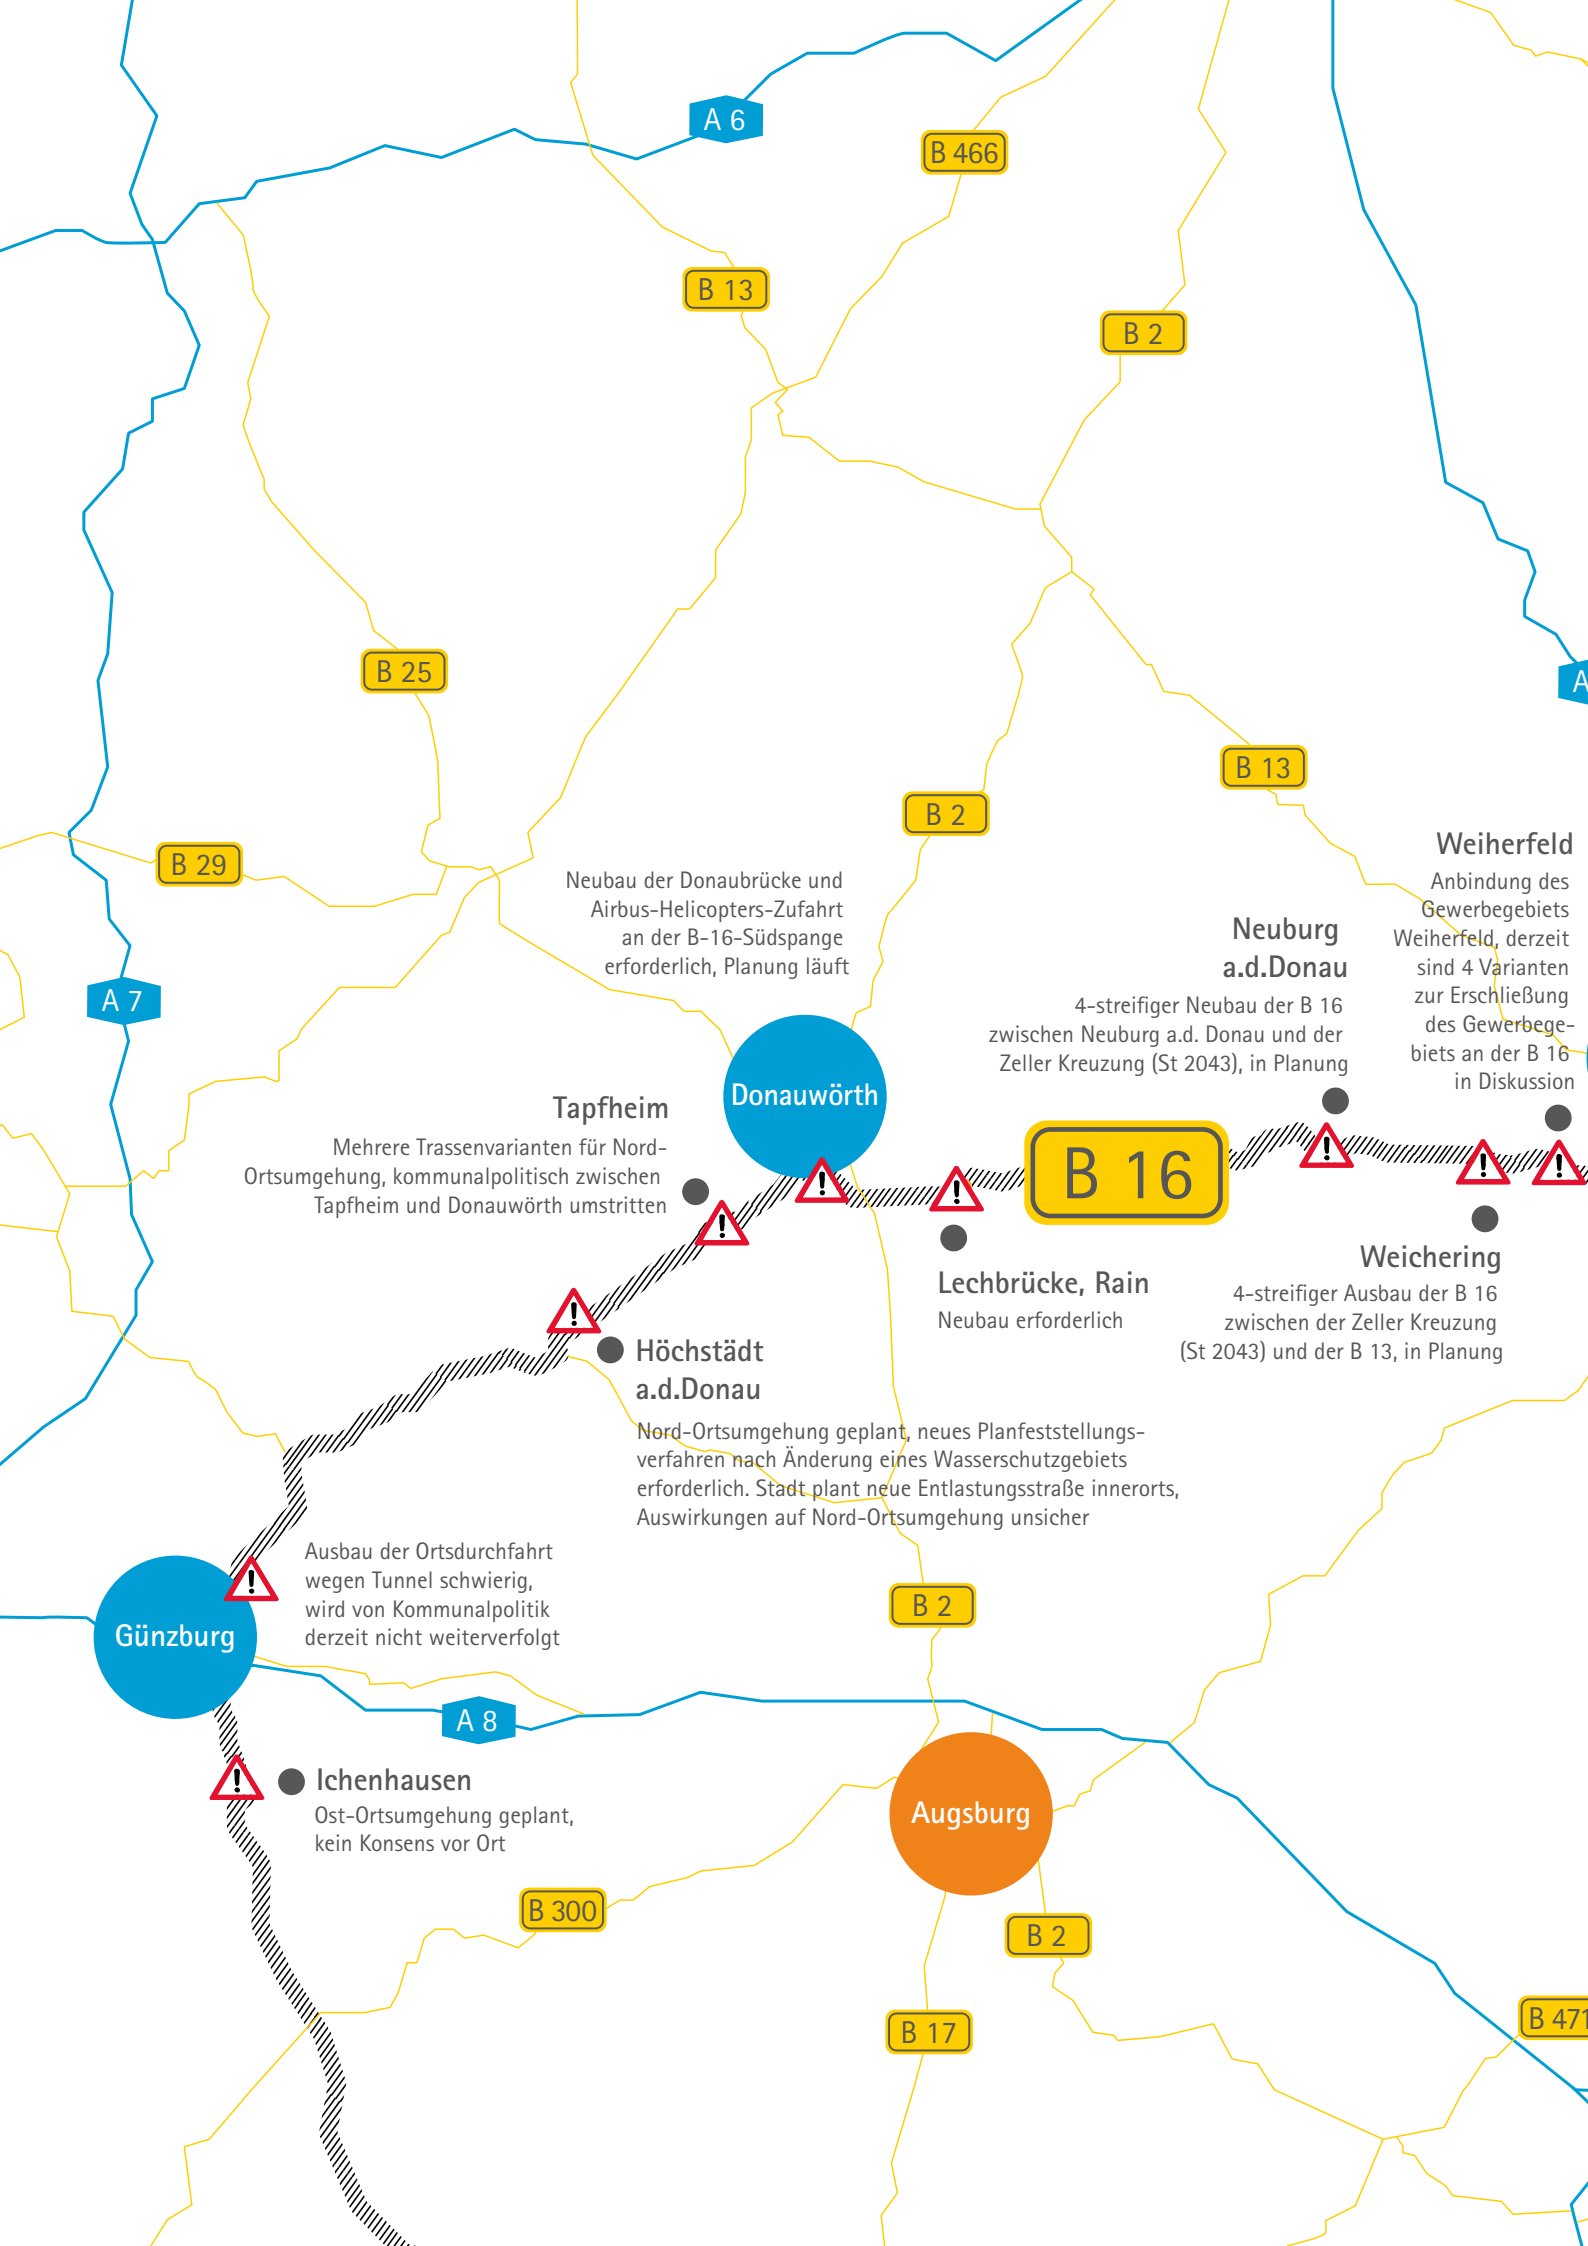 A 6
B 466
B 13
B 2
B 25
A
B 13
B 2
B 29
Weiherfeld
Anbindung des
Gewerbegebiets
Weiherfeld, derzeit
sind 4 Varianten
zur Erschließung
des Gewerbege-
biets an der B 16
in Diskussion
Neubau der Donaubrücke und
Airbus-Helicopters-Zufahrt
an der B-16-Südspange
erforderlich, Planung läuft
Neuburg
a.d.Donau
4-streifiger Neubau der B 16
zwischen Neuburg a.d. Donau und der
Zeller Kreuzung (St 2043), in Planung
A 7
Donauwörth
Tapfheim
Mehrere Trassenvarianten für Nord-
Ortsumgehung, kommunalpolitisch zwischen
Tapfheim und Donauwörth umstritten
B 16
Lechbrücke, Rain
Neubau erforderlich
Weichering
4-streifiger Ausbau der B 16
zwischen der Zeller Kreuzung
(St 2043) und der B 13, in Planung
Höchstädt
a.d.Donau
Nord-Ortsumgehung geplant, neues Planfeststellungs-
verfahren nach Änderung eines Wasserschutzgebiets
erforderlich. Stadt plant neue Entlastungsstraße innerorts,
Auswirkungen auf Nord-Ortsumgehung unsicher
Ausbau der Ortsdurchfahrt
wegen Tunnel schwierig,
wird von Kommunalpolitik
derzeit nicht weiterverfolgt
Günzburg
B 2
A 8
Ichenhausen
Ost-Ortsumgehung geplant,
kein Konsens vor Ort
Augsburg
B 300
B 2
B 17
B 471